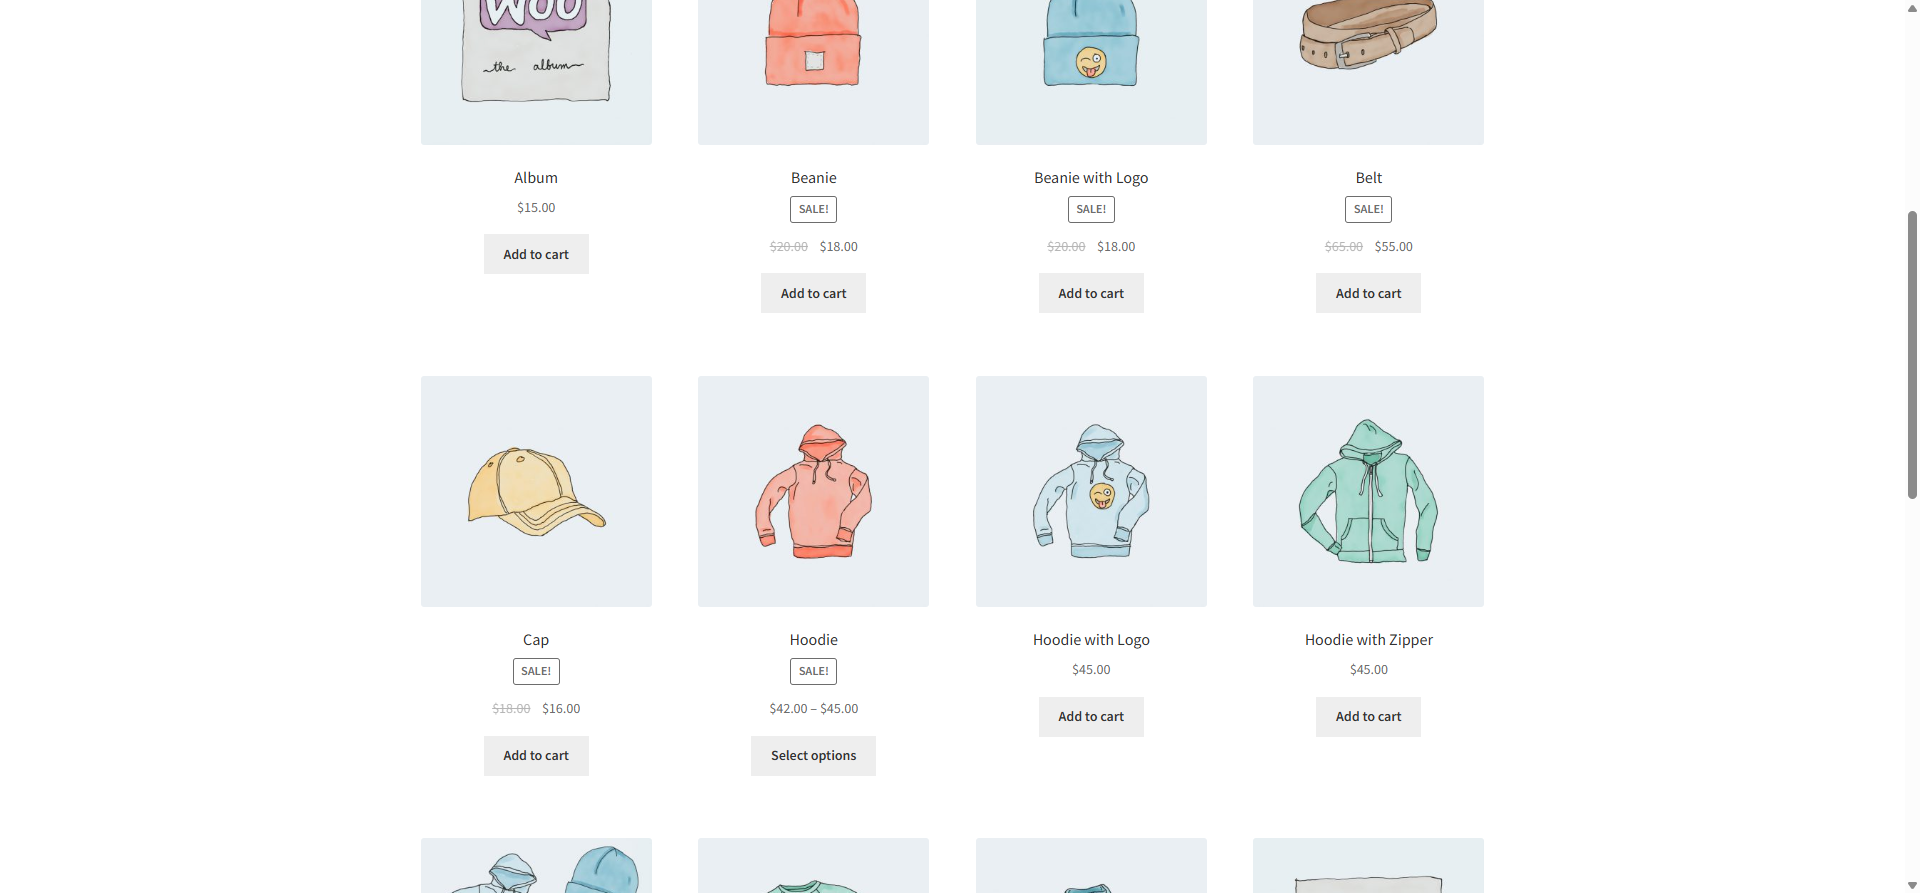 WOO
the album
Album
Beanie
Beanie with Logo
Belt
$15.00
SALE!
SALE!
SALE!
$20.00 $18.00
$20.00 $18.00
$65.00 $55.00
Add to cart
Add to cart
Add to cart
Add to cart
Cap
Hoodie
Hoodie with Logo
Hoodie with Zipper
SALE!
SALE!
$45.00
$45.00
$18.00 $16.00
$42.00 – $45.00
Add to cart
Add to cart
Add to cart
Select options